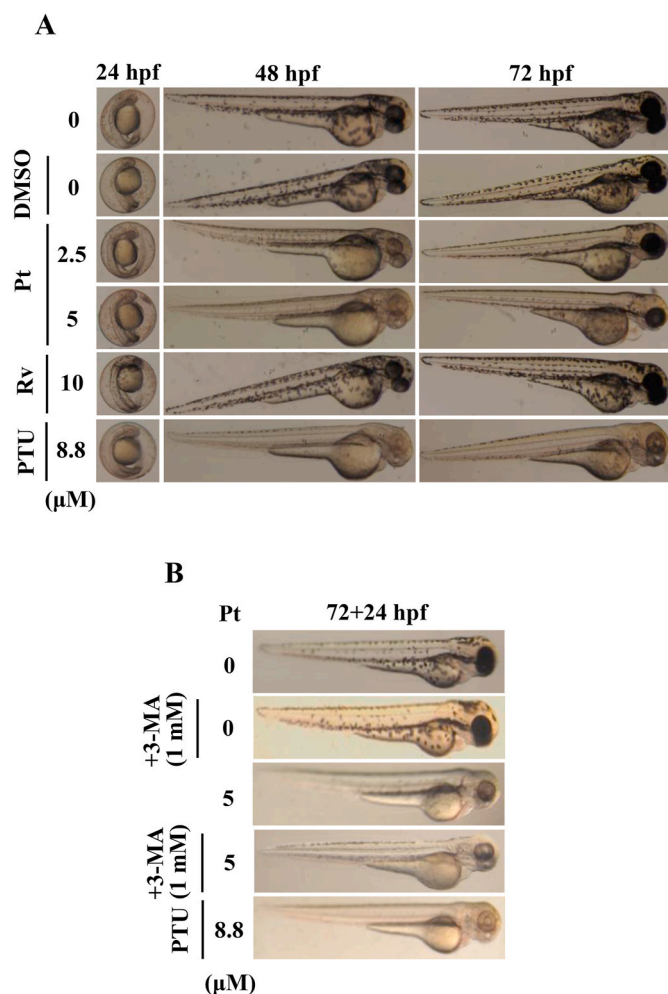 A
24 hpf 48 hpf 72 hpf
0
DMSO 0
Pt 2.5
5
Rv 10
PTU 8.8
(μM)
B
Pt 72+24 hpf
0
+3-MA (1 mM) 0
5
+3-MA (1 mM) 5
PTU 8.8
(μM)